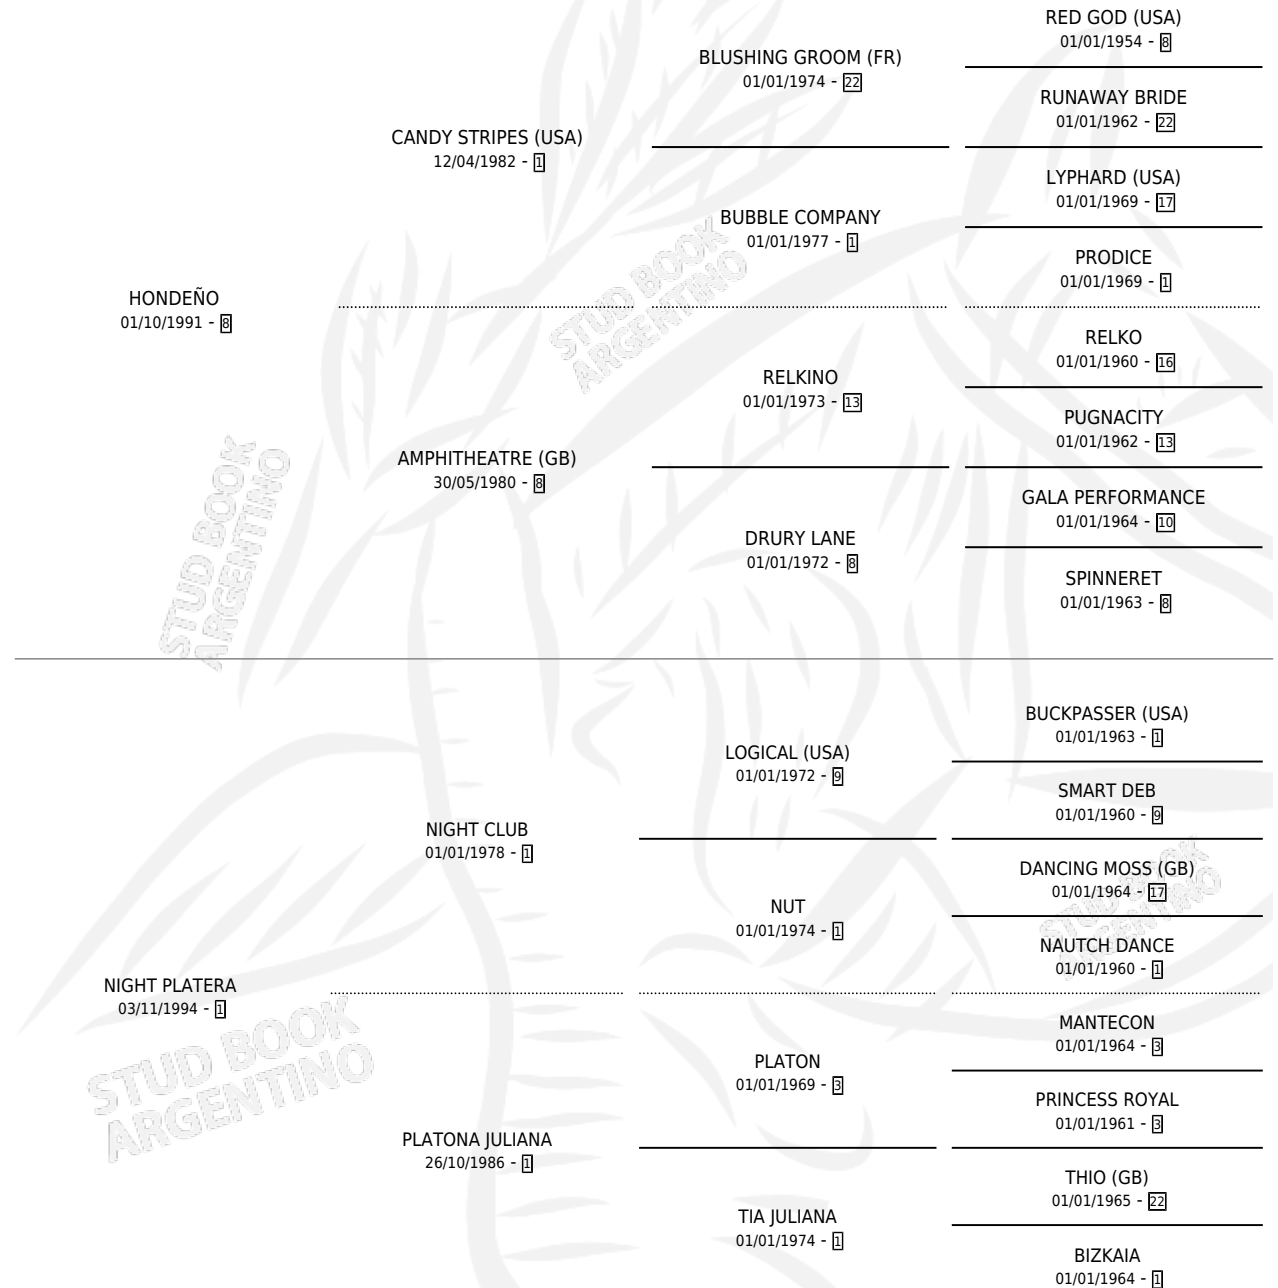 RED GOD (USA)
01/01/1954 - 8
BLUSHING GROOM (FR)
01/01/1974 - 22
RUNAWAY BRIDE
01/01/1962 - 22
CANDY STRIPES (USA)
12/04/1982 - 1
LYPHARD (USA)
01/01/1969 - 17
BUBBLE COMPANY
01/01/1977 - 1
PRODICE
01/01/1969 - 1
HONDEÑO
01/10/1991 - 8
STUD BOOK
ARGENTINO
RELKO
01/01/1960 - 16
RELKINO
01/01/1973 - 13
PUGNACITY
01/01/1962 - 13
AMPHITHEATRE (GB)
30/05/1980 - 8
GALA PERFORMANCE
01/01/1964 - 10
DRURY LANE
01/01/1972 - 8
SPINNERET
01/01/1963 - 8
STUD BOOK
ARGENTINO
BUCKPASSER (USA)
01/01/1963 - 1
LOGICAL (USA)
01/01/1972 - 9
SMART DEB
01/01/1960 - 9
NIGHT CLUB
01/01/1978 - 1
DANCING MOSS (GB)
01/01/1964 - 17
NUT
01/01/1974 - 1
STUD BOOK
ARGENTINO
NAUTCH DANCE
01/01/1960 - 1
NIGHT PLATERA
03/11/1994 - 1
STUD BOOK
ARGENTINO
MANTECON
01/01/1964 - 3
PLATON
01/01/1969 - 3
PRINCESS ROYAL
01/01/1961 - 3
PLATONA JULIANA
26/10/1986 - 1
THIO (GB)
01/01/1965 - 22
TIA JULIANA
01/01/1974 - 1
BIZKAIA
01/01/1964 - 1